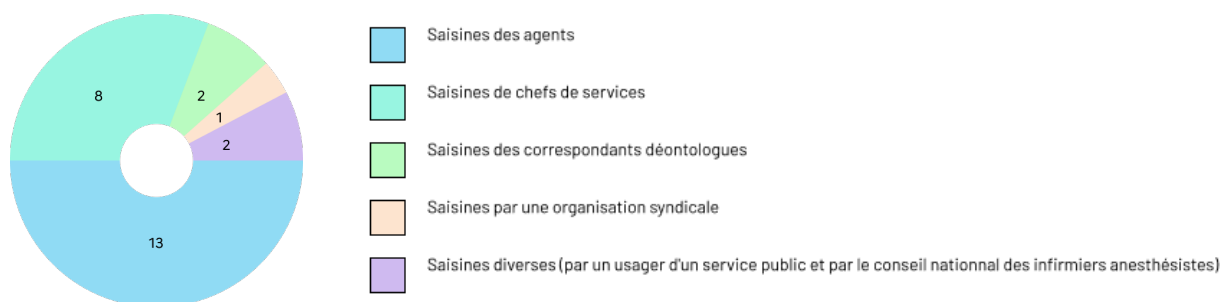 8
2
1
2
13
Saisines des agents
Saisines de chefs de services
Saisines des correspondants déontologues
Saisines par une organisation syndicale
Saisines diverses (par un usager d'un service public et par le conseil nationnal des infirmiers anesthésistes)